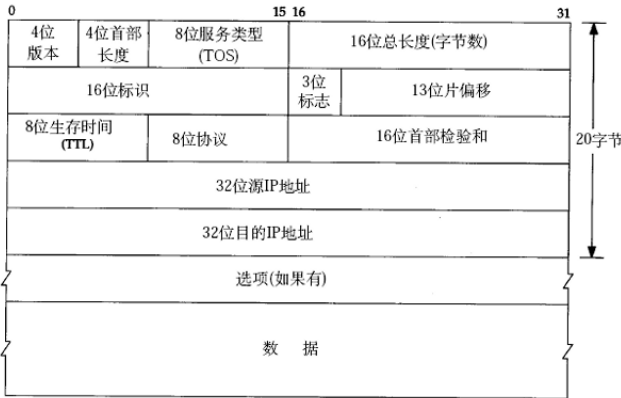 0 15 16 31
4位 4位首部 8位服务类型 16位总长度(字节数)
版本 长度 (TOS)
16位标识 3位 13位片偏移
标志
8位生存时间 8位协议 16位首部检验和
(TTL)
20字节
32位源IP地址
32位目的IP地址
选项(如果有)
数 据